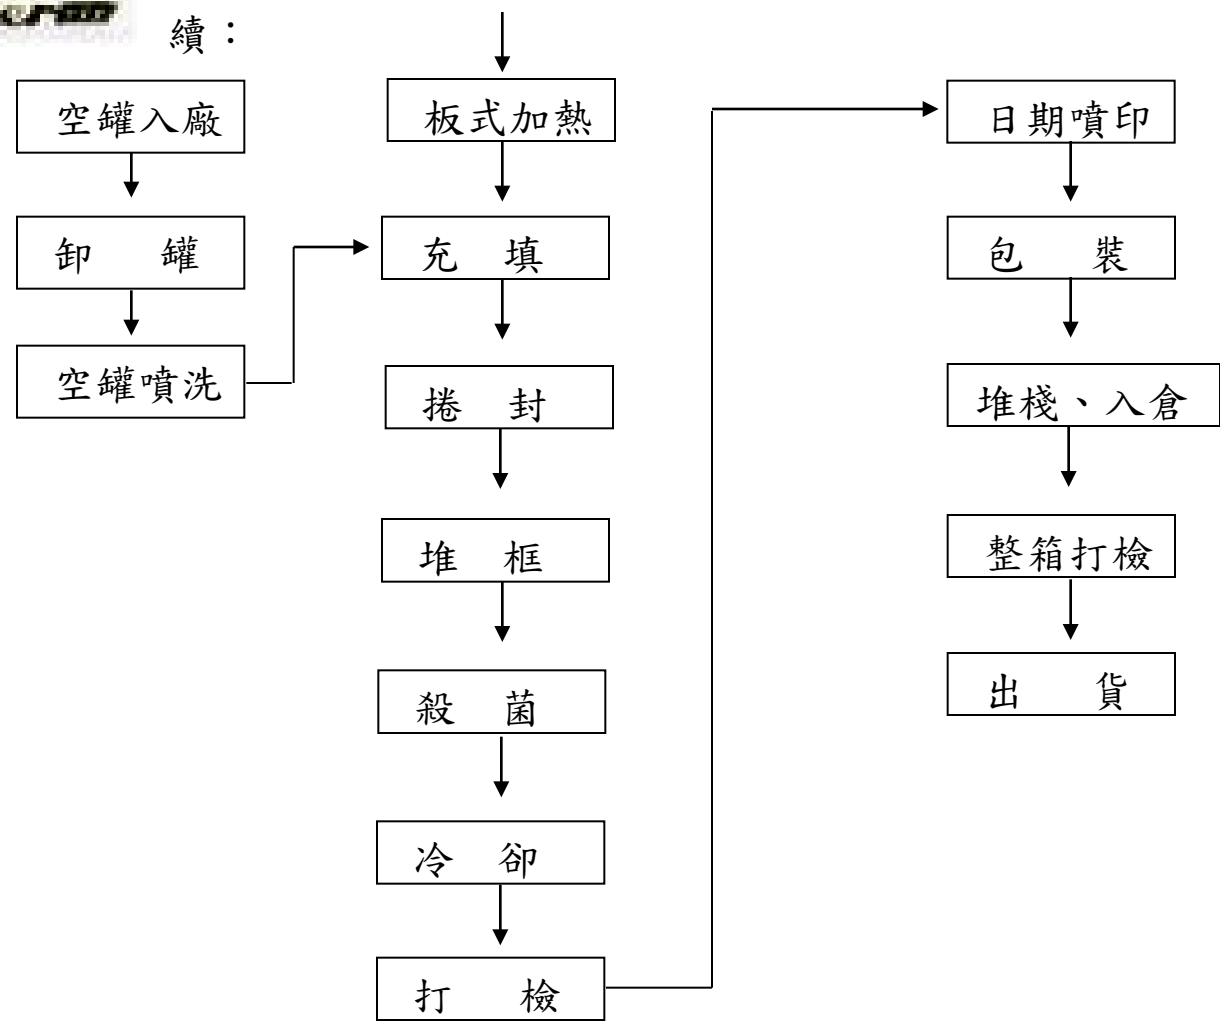 續：
空罐入廠
卸 罐
空罐噴洗
板式加熱
充 填
捲 封
堆 框
殺 菌
冷 卻
打 檢
日期噴印
包 裝
堆棧、入倉
整箱打檢
出 貨